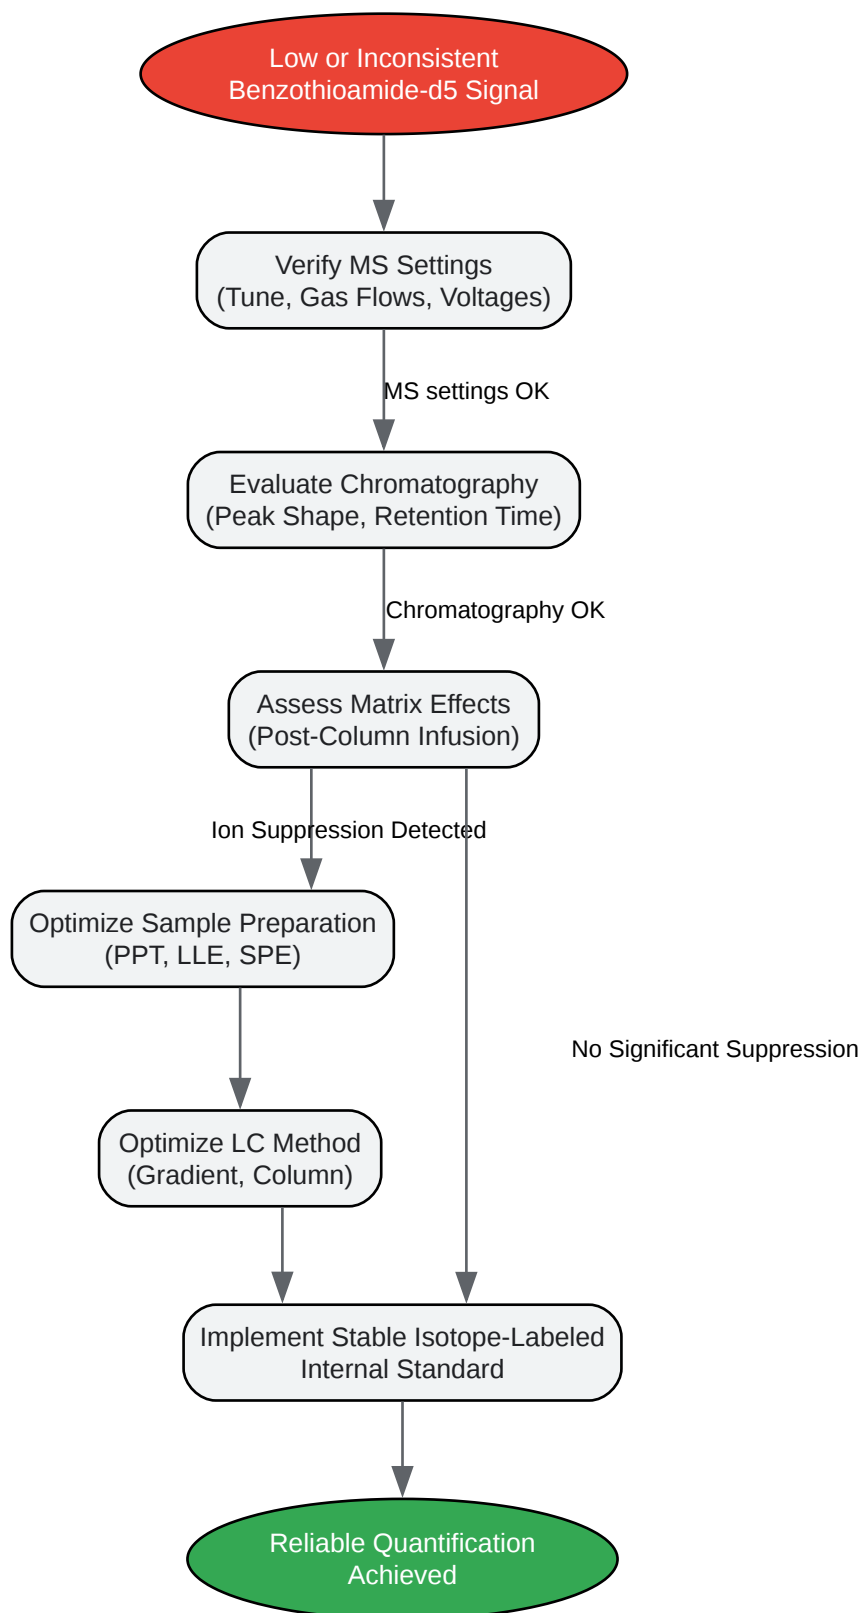 Low or Inconsistent
Benzothioamide-d5 Signal
Verify MS Settings
(Tune, Gas Flows, Voltages)
MS settings OK
Evaluate Chromatography
(Peak Shape, Retention Time)
Chromatography OK
Assess Matrix Effects
(Post-Column Infusion)
Ion Suppression Detected
Optimize Sample Preparation
(PPT, LLE, SPE)
No Significant Suppression
Optimize LC Method
(Gradient, Column)
Implement Stable Isotope-Labeled
Internal Standard
Reliable Quantification
Achieved